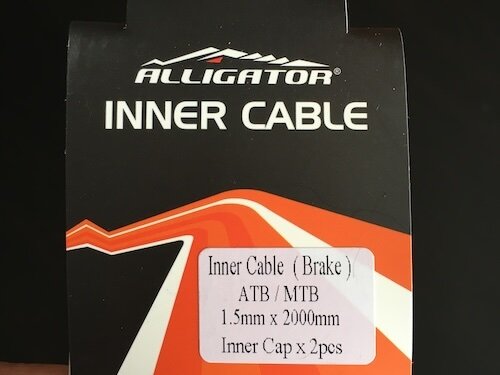 ALLIGATOR®
INNER CABLE
Inner Cable ( Brake )
ATB / MTB
1.5mm x 2000mm
Inner Cap x 2pcs